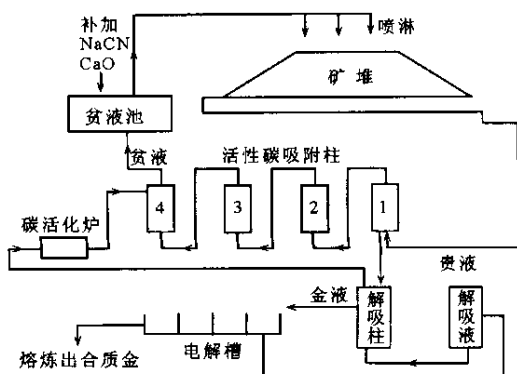 补加
NaCN
CaO
喷淋
矿堆
贫液池
贫液
活性碳吸附柱
4
3
2
1
碳活化炉
贵液
金液
解吸柱
解吸液
电解槽
熔炼出合质金